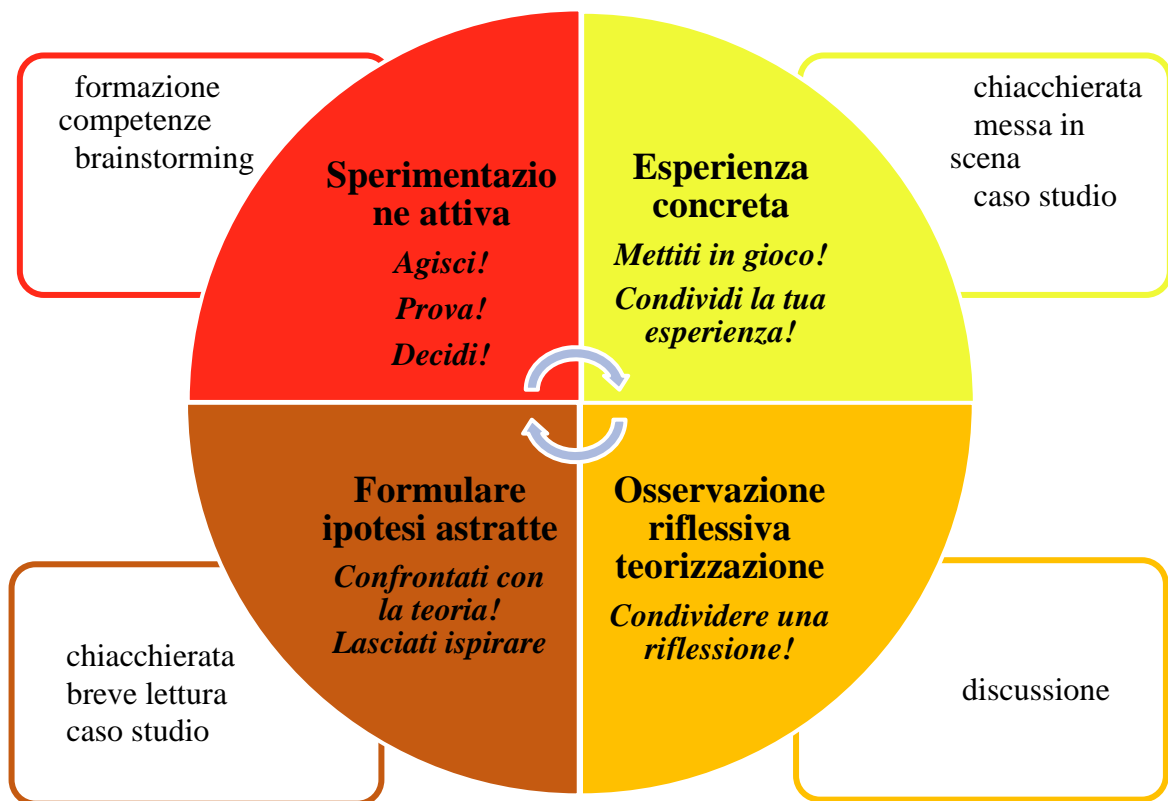 formazione
competenze
brainstorming
Sperimentazio
ne attiva
Agisci!
Prova!
Decidi!
Esperienza
concreta
Mettiti in gioco!
Condividi la tua
esperienza!
chiacchierata
messa in
scena
caso studio
chiacchierata
breve lettura
caso studio
Formulare
ipotesi astratte
Confrontati con
la teoria!
Lasciati ispirare
Osservazione
riflessiva
teorizzazione
Condividere una
riflessione!
discussione